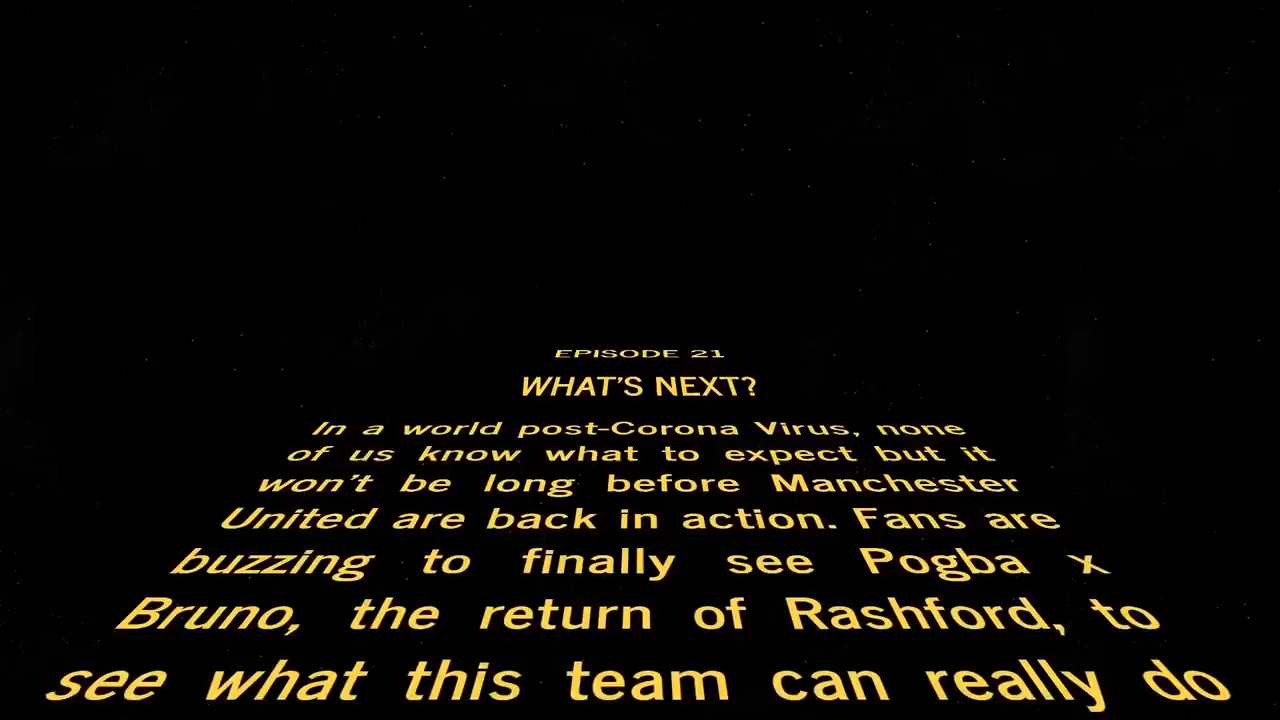 EPISODE 21
WHAT'S NEXT?
In a world post-Corona Virus, none
of us know what to expect but it
won't be long before Manchester
United are back in action. Fans are
buzzing to finally see Pogba x
Bruno, the return of Rashford, to
see what this team can really do